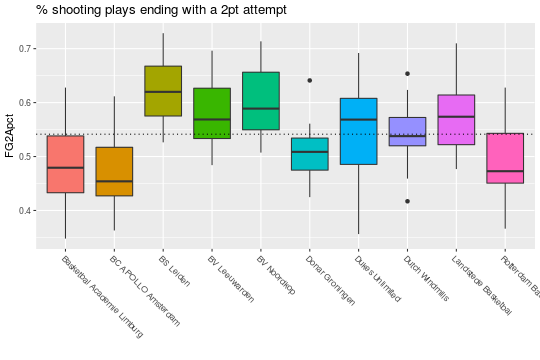 % shooting plays ending with a 2pt attempt
FG2Apct
0.7
0.6
0.5
0.4
Basketbal Academie Limburg
BC APOLLO Amsterdam
BS Leiden
BV Leeuwarden
BV Noordkop
Donar Groningen
Dukes Unlimited
Dutch Windmills
Landstede Basketbal
Rotterdam Bas